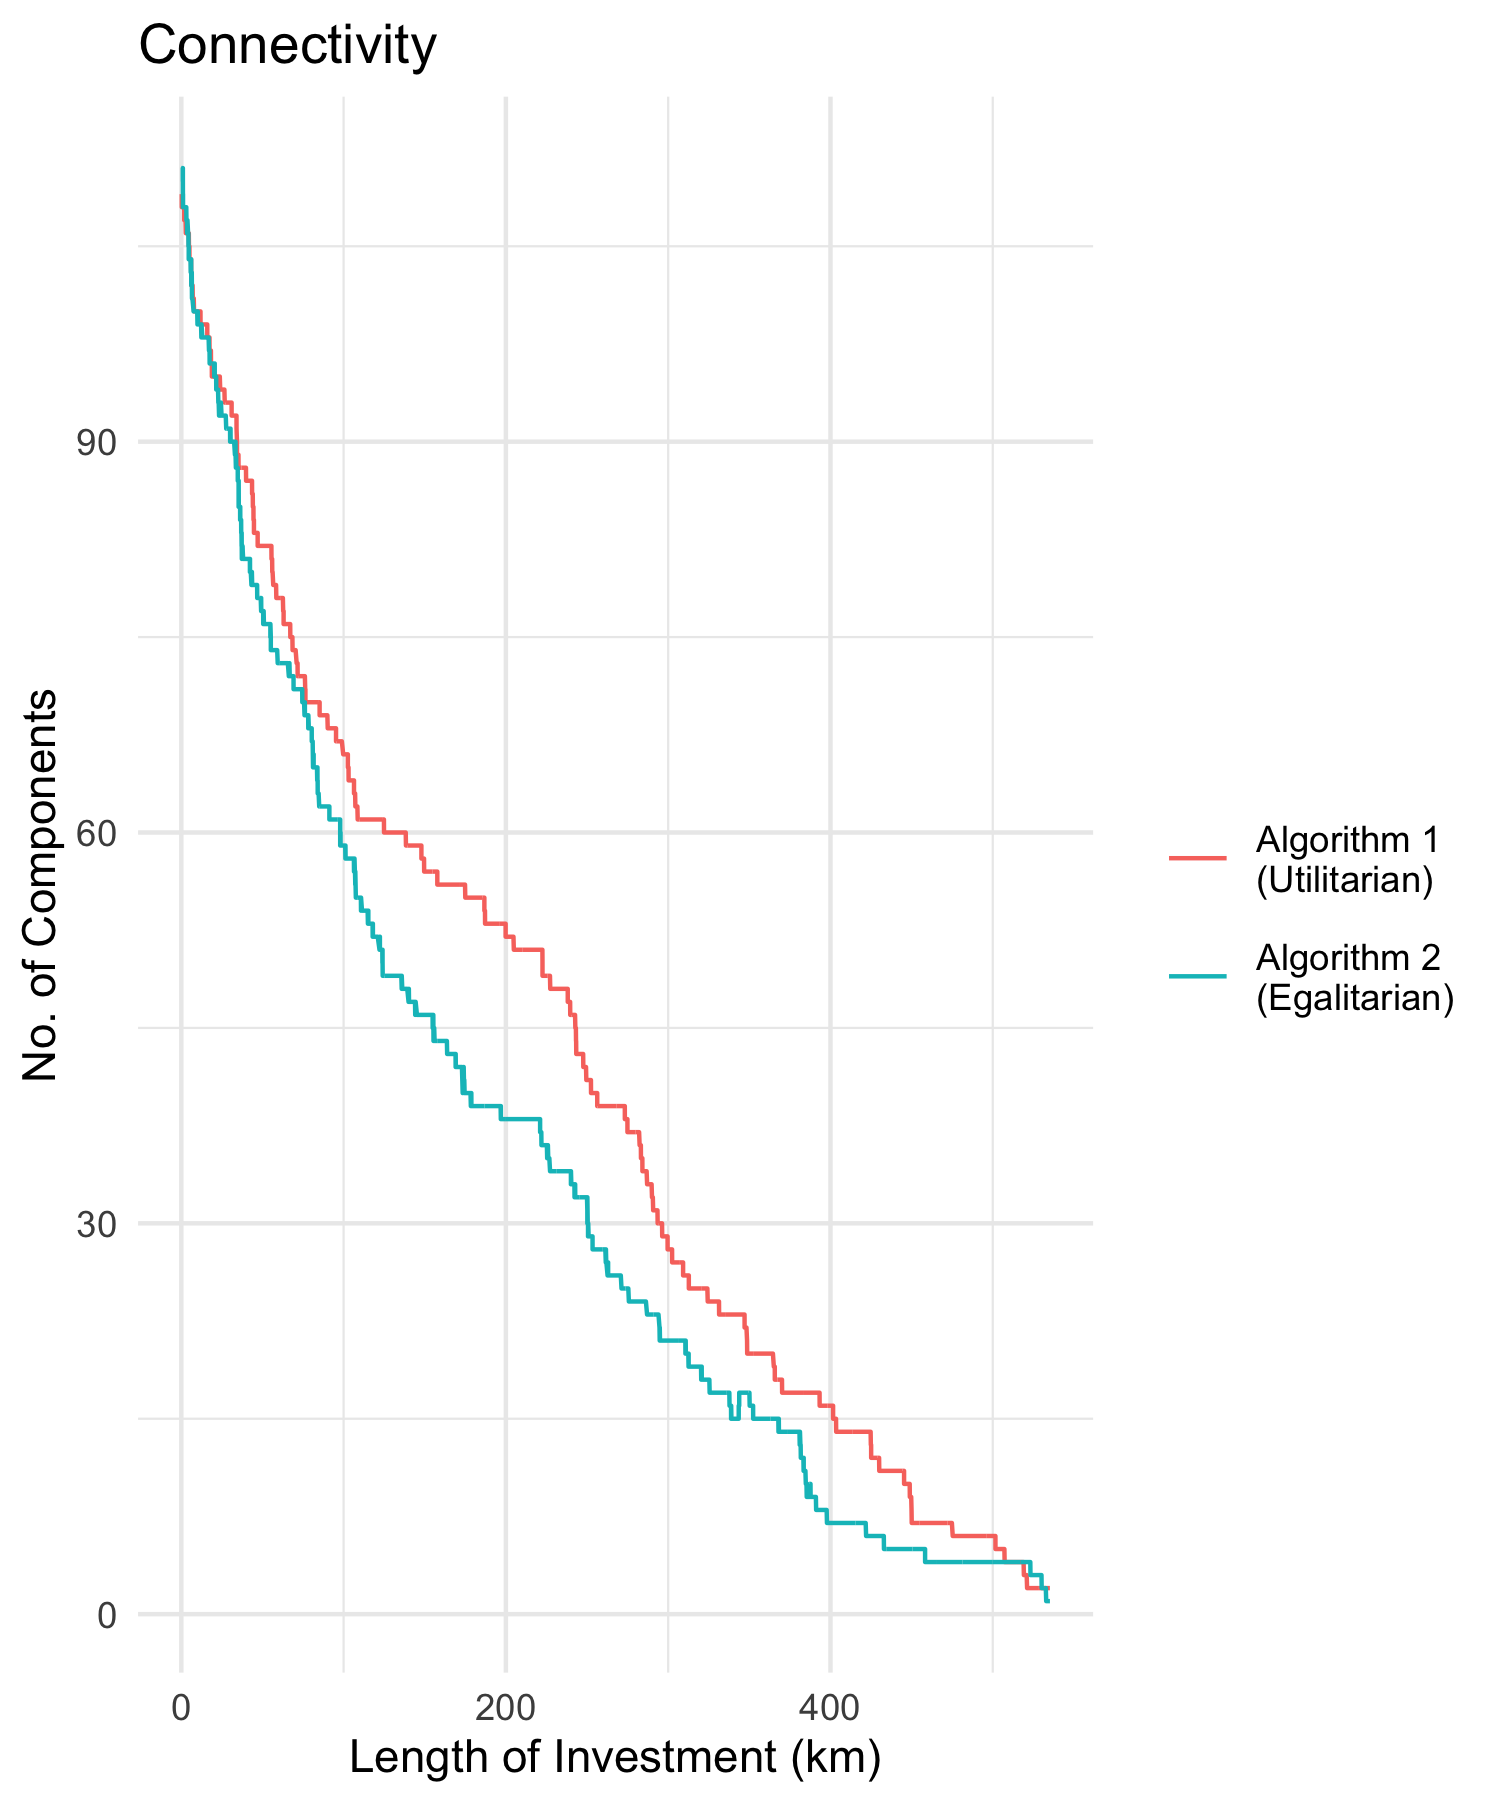 Connectivity
No. of Components
90
60
30
0
0
200
400
Length of Investment (km)
Algorithm 1
(Utilitarian)
Algorithm 2
(Egalitarian)